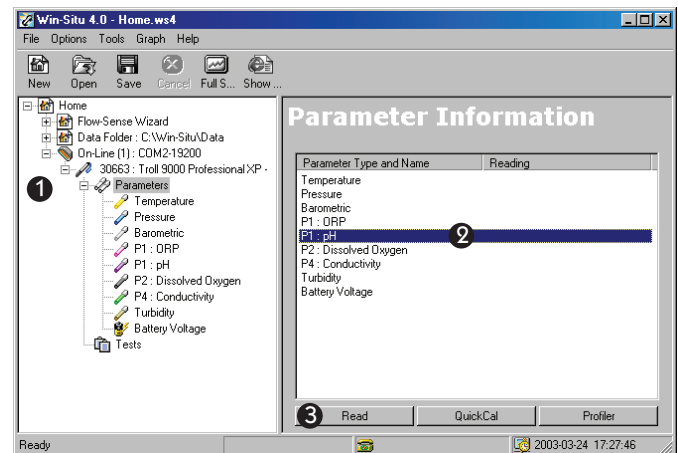 Win-Situ 4.0 - Home.ws4
File Options Tools Graph Help
New Open Save Cancel Full S... Show ...
Home
Flow-Sense Wizard
Data Folder : C:\Win-Situ\Data
On-Line (1) : COM2-19200
30663 : Troll 9000 Professional XP -
1
Parameters
Temperature
Pressure
Barometric
P1 : ORP
P1 : pH
P2 : Dissolved Oxygen
P4 : Conductivity
Turbidity
Battery Voltage
Tests
Parameter Information
Parameter Type and Name Reading
Temperature
Pressure
Barometric
P1 : ORP
P1 : pH 2
P2 : Dissolved Oxygen
P4 : Conductivity
Turbidity
Battery Voltage
3 Read QuickCal Profiler
Ready 2003-03-24 17:27:46